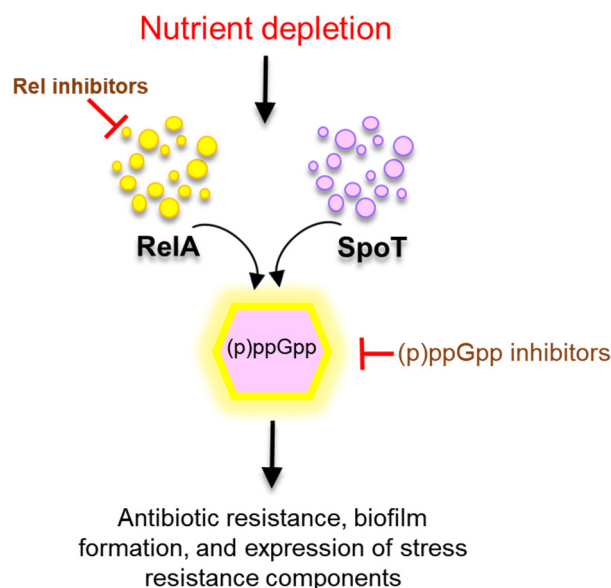 Nutrient depletion
Rel inhibitors
RelA
SpoT
(p)ppGpp
(p)ppGpp inhibitors
Antibiotic resistance, biofilm
formation, and expression of stress
resistance components